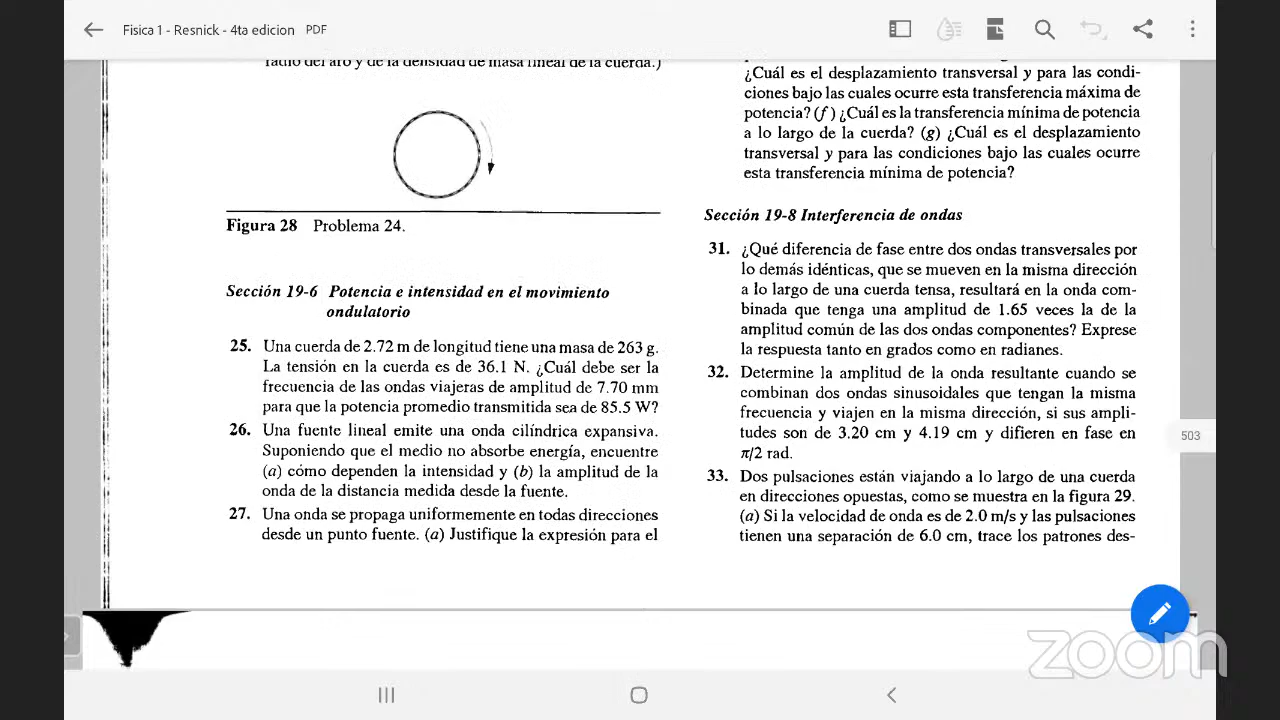 Fisica 1 - Resnick - 4ta edicion PDF
radio del aro y de la densidad de masa lineal de la cuerda.)
Figura 28 Problema 24.
Sección 19-6 Potencia e intensidad en el movimiento
ondulatorio
25. Una cuerda de 2.72 m de longitud tiene una masa de 263 g.
La tensión en la cuerda es de 36.1 N. ¿Cuál debe ser la
frecuencia de las ondas viajeras de amplitud de 7.70 mm
para que la potencia promedio transmitida sea de 85.5 W?
26. Una fuente lineal emite una onda cilíndrica expansiva.
Suponiendo que el medio no absorbe energía, encuentre
(a) cómo dependen la intensidad y (b) la amplitud de la
onda de la distancia medida desde la fuente.
27. Una onda se propaga uniformemente en todas direcciones
desde un punto fuente. (a) Justifique la expresión para el
¿Cuál es el desplazamiento transversal y para las condi-
ciones bajo las cuales ocurre esta transferencia máxima de
potencia? (f) ¿Cuál es la transferencia mínima de potencia
a lo largo de la cuerda? (g) ¿Cuál es el desplazamiento
transversal y para las condiciones bajo las cuales ocurre
esta transferencia mínima de potencia?
Sección 19-8 Interferencia de ondas
31. ¿Qué diferencia de fase entre dos ondas transversales por
lo demás idénticas, que se mueven en la misma dirección
a lo largo de una cuerda tensa, resultará en la onda com-
binada que tenga una amplitud de 1.65 veces la de la
amplitud común de las dos ondas componentes? Exprese
la respuesta tanto en grados como en radianes.
32. Determine la amplitud de la onda resultante cuando se
combinan dos ondas sinusoidales que tengan la misma
frecuencia y viajen en la misma dirección, si sus ampli-
tudes son de 3.20 cm y 4.19 cm y difieren en fase en
π/2 rad.
33. Dos pulsaciones están viajando a lo largo de una cuerda
en direcciones opuestas, como se muestra en la figura 29.
(a) Si la velocidad de onda es de 2.0 m/s y las pulsaciones
tienen una separación de 6.0 cm, trace los patrones des-
503
zoom